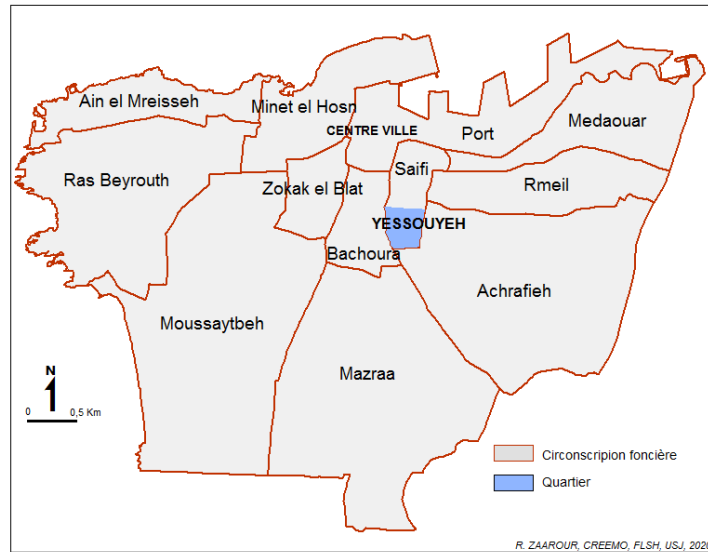 Ain el Mreisseh
Minet el Hosn
CENTRE VILLE
Port
Medaouar
Saifi
Ras Beyrouth
Zokak el Blat
Rmeil
YESSOUYEH
Bachoura
Achrafieh
Moussaytbeh
Mazraa
N
0 0,5 Km
Circonscripion foncière
Quartier
R. ZAAROUR, CREEMO, FLSH, USJ, 2020